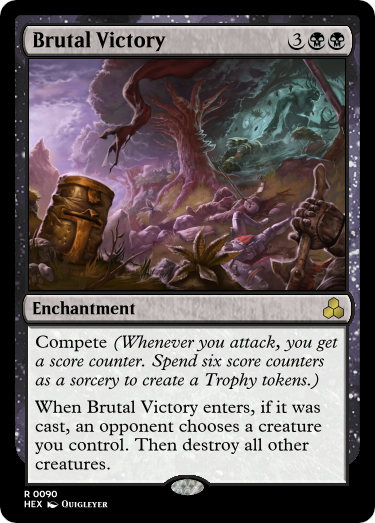 Brutal Victory 3
Enchantment
Compete (Whenever you attack, you get
a score counter. Spend six score counters
as a sorcery to create a Trophy tokens.)
When Brutal Victory enters, if it was
cast, an opponent chooses a creature
you control. Then destroy all other
creatures.
R 0090
HEX Quigleyer